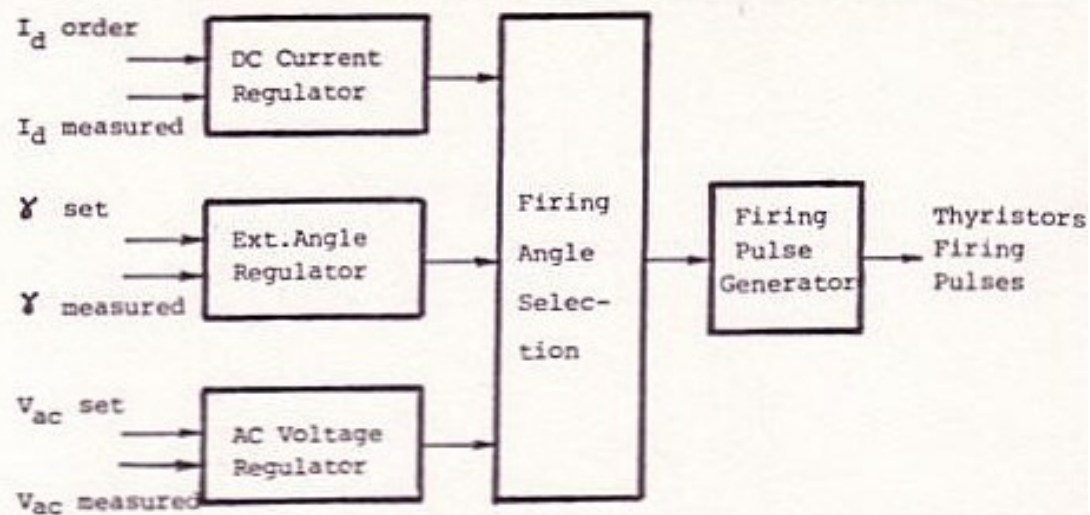 I_d order
DC Current
Regulator
I_d measured
γ set
Ext.Angle
Regulator
γ measured
V_ac set
AC Voltage
Regulator
V_ac measured
Firing
Angle
Selec-
tion
Firing
Pulse
Generator
Thyristors
Firing
Pulses